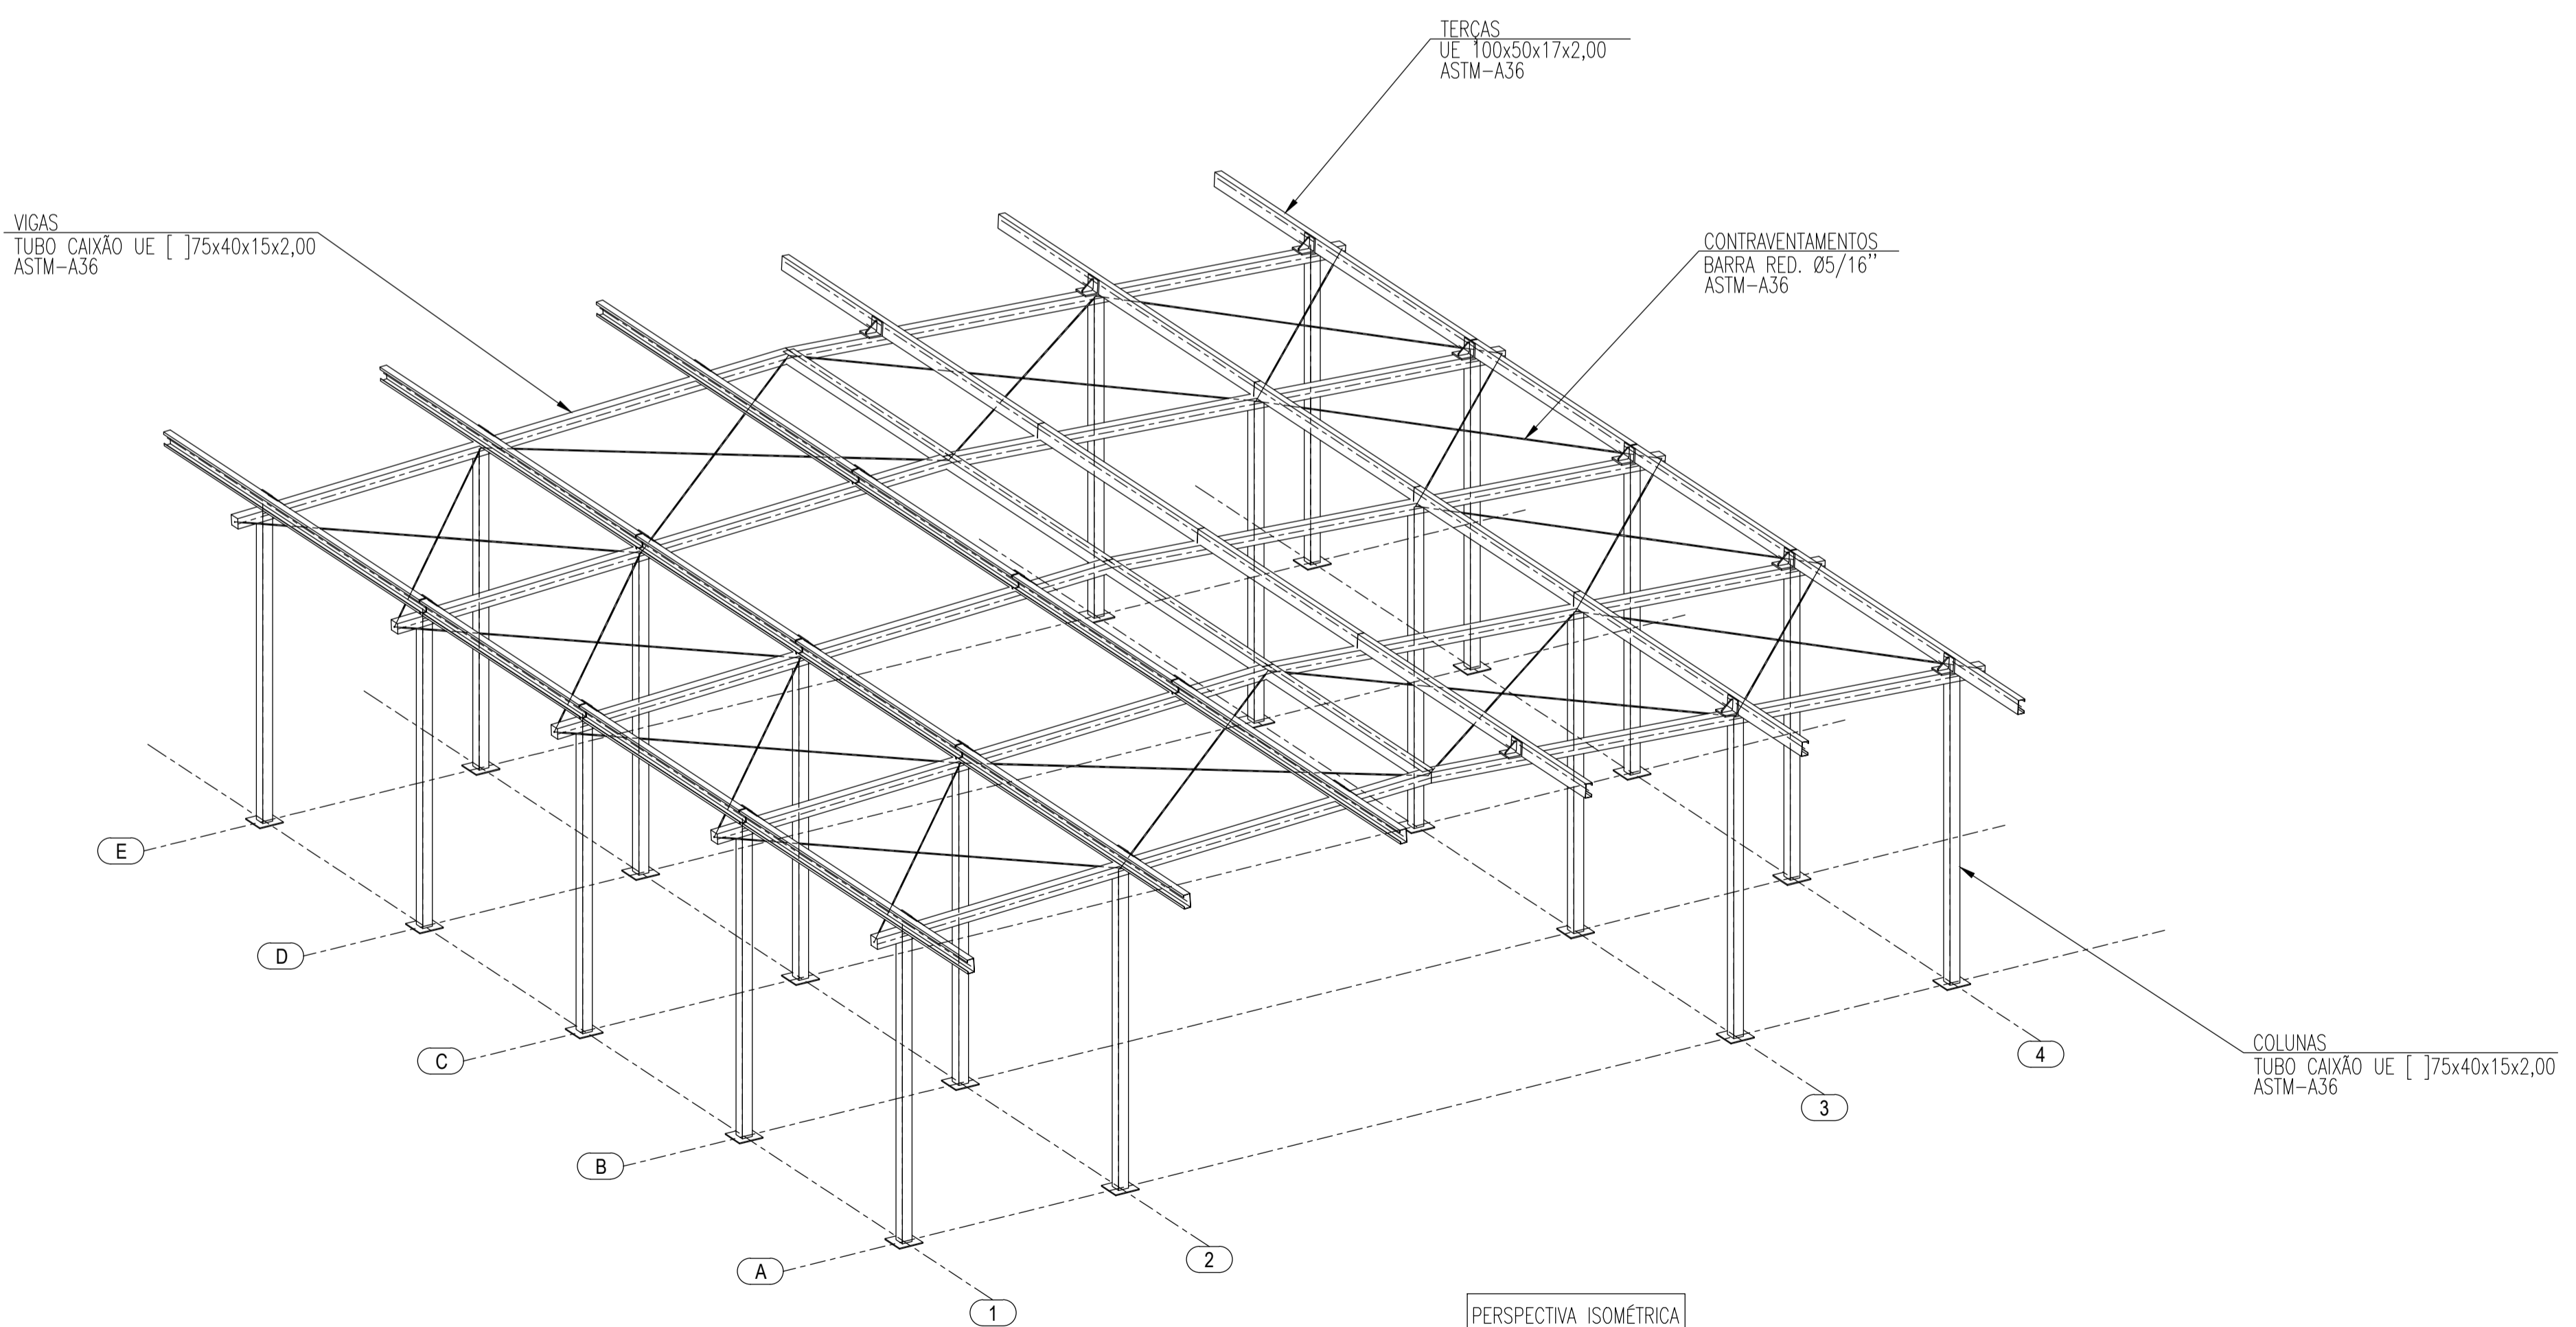 TERÇAS
UE 100x50x17x2,00
ASTM-A36
VIGAS
TUBO CAIXÃO UE [ ]75x40x15x2,00
ASTM-A36
CONTRAVENTAMENTOS
BARRA RED. Ø5/16"
ASTM-A36
E
D
C
B
A
1
2
3
4
COLUNAS
TUBO CAIXÃO UE [ ]75x40x15x2,00
ASTM-A36
PERSPECTIVA ISOMÉTRICA